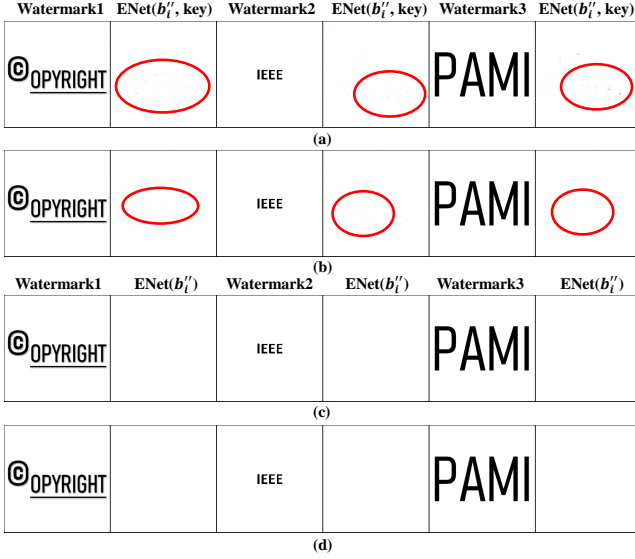 Watermark1 ENet(b_i'', key) Watermark2 ENet(b_i'', key) Watermark3 ENet(b_i'', key)
©OPYRIGHT IEEE PAMI
(a)
©OPYRIGHT IEEE PAMI
(b)
Watermark1 ENet(b_i'') Watermark2 ENet(b_i'') Watermark3 ENet(b_i'')
©OPYRIGHT IEEE PAMI
(c)
©OPYRIGHT IEEE PAMI
(d)